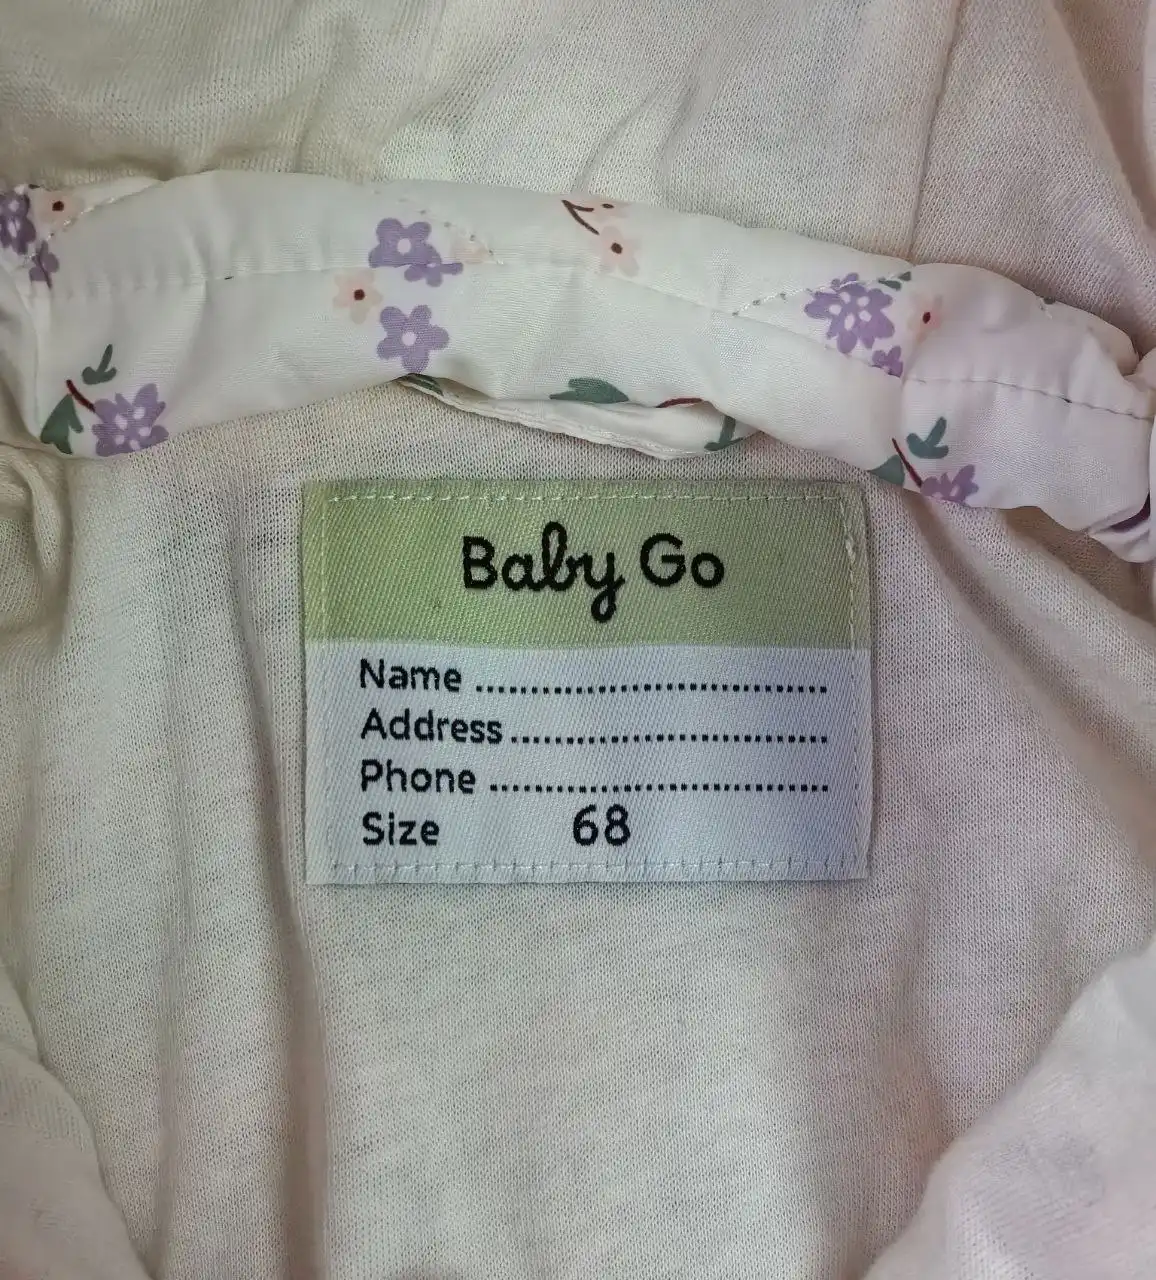 Baby Go
Name ......................................
Address ..................................
Phone ....................................
Size 68